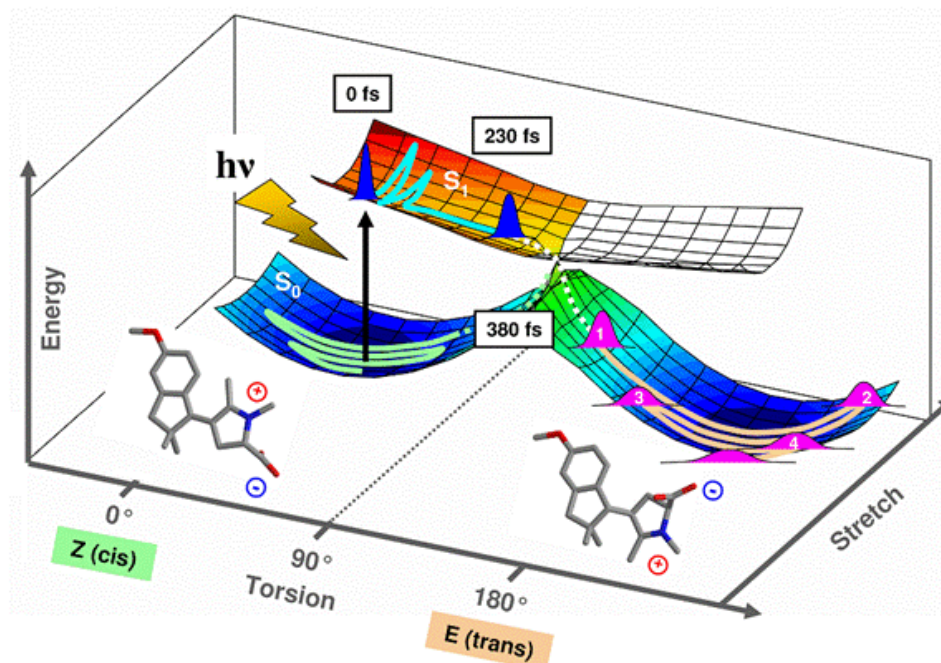 0 fs
230 fs
hν
S1
S0
Energy
380 fs
1
2
3
4
+
-
-
+
Stretch
0°
Z (cis)
90°
Torsion
180°
E (trans)